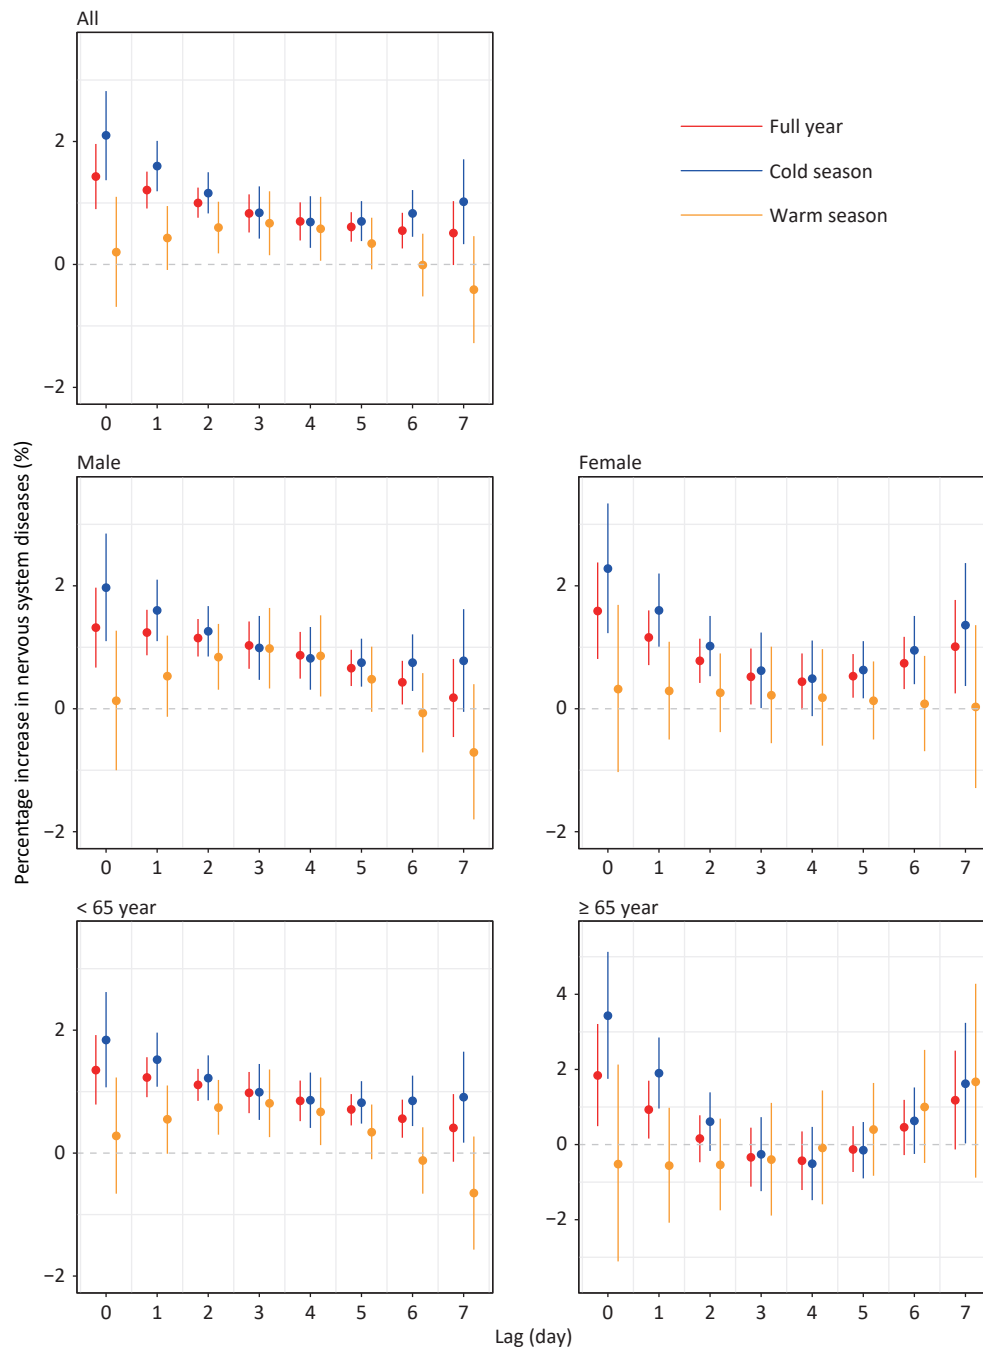 All
2
0
−2
0 1 2 3 4 5 6 7
Full year
Cold season
Warm season
Percentage increase in nervous system diseases (%)
Male
2
0
−2
0 1 2 3 4 5 6 7
Female
2
0
−2
0 1 2 3 4 5 6 7
< 65 year
2
0
−2
0 1 2 3 4 5 6 7
≥ 65 year
4
2
0
−2
0 1 2 3 4 5 6 7
Lag (day)